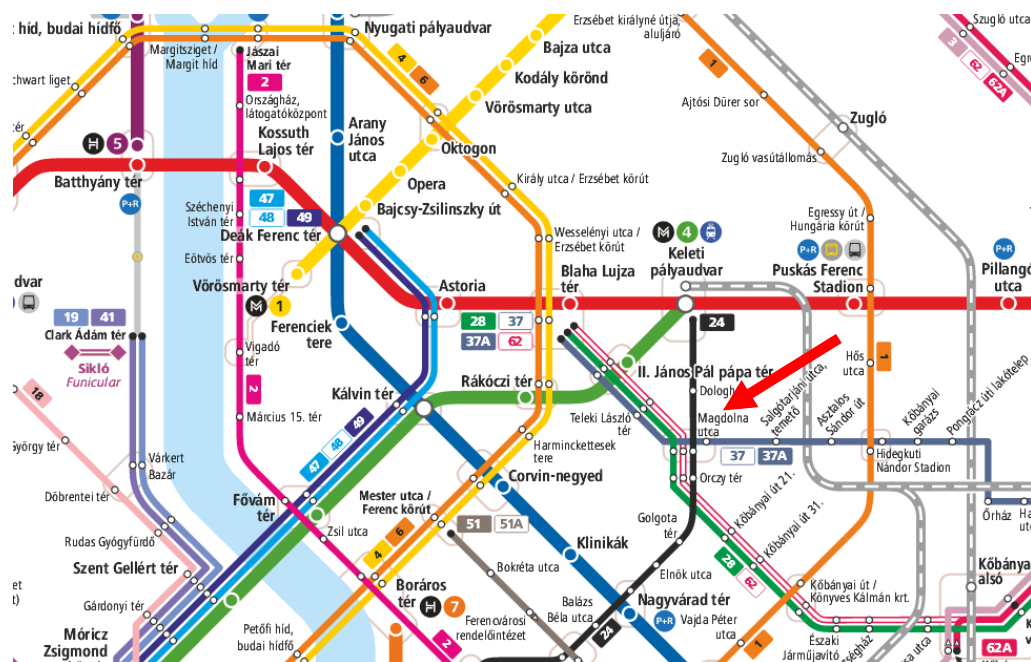 t híd, budai hídfő
Margitsziget /
Margit híd
Jászai
Mari tér
2
Nyugati pályaudvar
4
6
Erzsébet királyné útja,
aluljáró
Bajza utca
Kodály körönd
Vörösmarty utca
1
Szugló utca
3
62
62A
Egre
chwart liget
tér
Országház,
látogatóközpont
Kossuth
Lajos tér
Arany
János
utca
Ajtósi Dürer sor
Zugló
Zugló vasútállomás
H
5
Batthyány tér
P+R
Oktogon
Opera
Bajcsy-Zsilinszky út
Király utca / Erzsébet körút
Széchenyi
István tér
47
48
49
Deák Ferenc tér
Eötvös tér
Vörösmarty tér
M
1
Wesselényi utca /
Erzsébet körút
Blaha Lujza
tér
M
4
Keleti
pályaudvar
Egressy út /
Hungária körút
P+R
Puskás Ferenc
Stadion
P+R
Pillangó
utca
dvar
19
41
Clark Ádám tér
Sikló
Funicular
Astoria
Ferenciek
tere
28
37
37A
62
24
Vigadó
tér
2
Március 15. tér
Kálvin tér
Rákóczi tér
II. János Pál pápa tér
Dologh
Magdolna
utca
Salgótarjáni utca,
temető
Asztalos
Sándor út
Hős
utca
1
Kőbányai
garázs
Pongrácz úti lakótelep
18
György tér
Várkert
Bazár
47
48
49
Teleki László
tér
Harminckettesek
tere
Corvin-negyed
37
37A
Hidegkuti
Nándor Stadion
Orczy tér
Döbrentei tér
Rudas Gyógyfürdő
Fővám
tér
Zsil utca
Mester utca /
Ferenc körút
51
51A
4
6
Golgota
tér
Kőbányai út 21.
Kőbányai út 31.
28
62
Őrház
Szent Gellért tér
Gárdonyi tér
Klinikák
Bokréta utca
Elnök utca
Kőbányai út /
Könyves Kálmán krt.
Kőbánya
alsó
Boráros
tér
H
7
Balázs
Béla utca
Nagyvárad tér
P+R
Vajda Péter
utca
24
1
Móricz
Zsigmond
Petőfi híd,
budai hídfő
2
Ferencvárosi
rendelőintézet
Északi
Járműjavító
62A